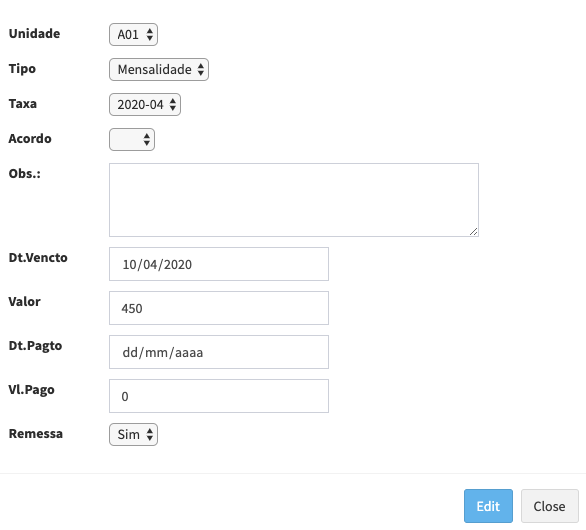 Unidade A01
Tipo Mensalidade
Taxa 2020-04
Acordo
Obs.:
Dt.Vencto 10/04/2020
Valor 450
Dt.Pagto dd/mm/aaaa
Vl.Pago 0
Remessa Sim
Edit Close